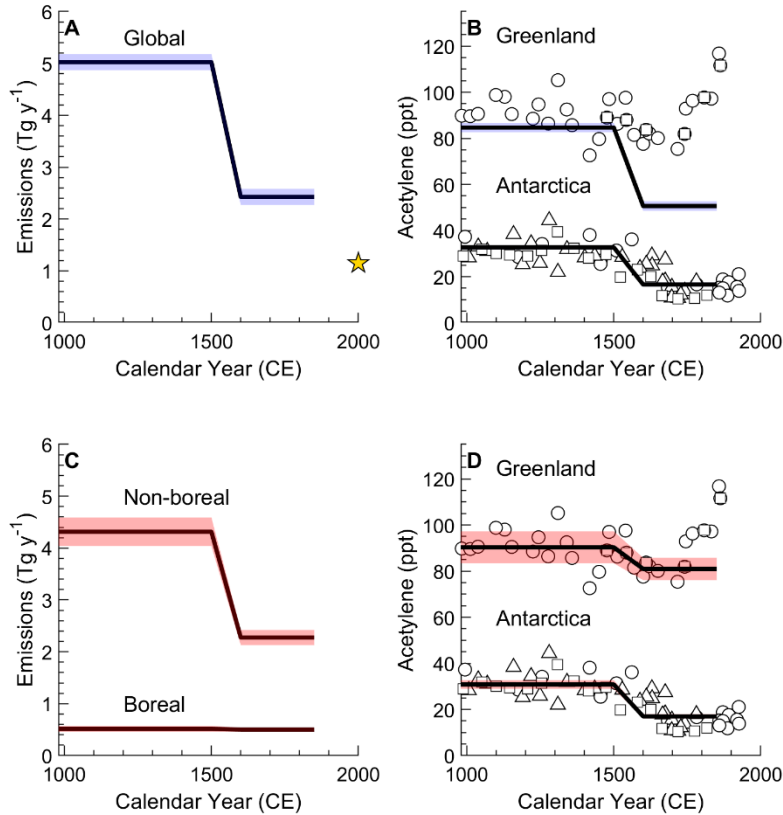 A
Global
Emissions (Tg y⁻¹)
6
5
4
3
2
1
0
1000
1500
2000
Calendar Year (CE)
B
Greenland
Antarctica
Acetylene (ppt)
120
100
80
60
40
20
0
1000
1500
2000
Calendar Year (CE)
C
Non-boreal
Boreal
Emissions (Tg y⁻¹)
6
5
4
3
2
1
0
1000
1500
2000
Calendar Year (CE)
D
Greenland
Antarctica
Acetylene (ppt)
120
100
80
60
40
20
0
1000
1500
2000
Calendar Year (CE)